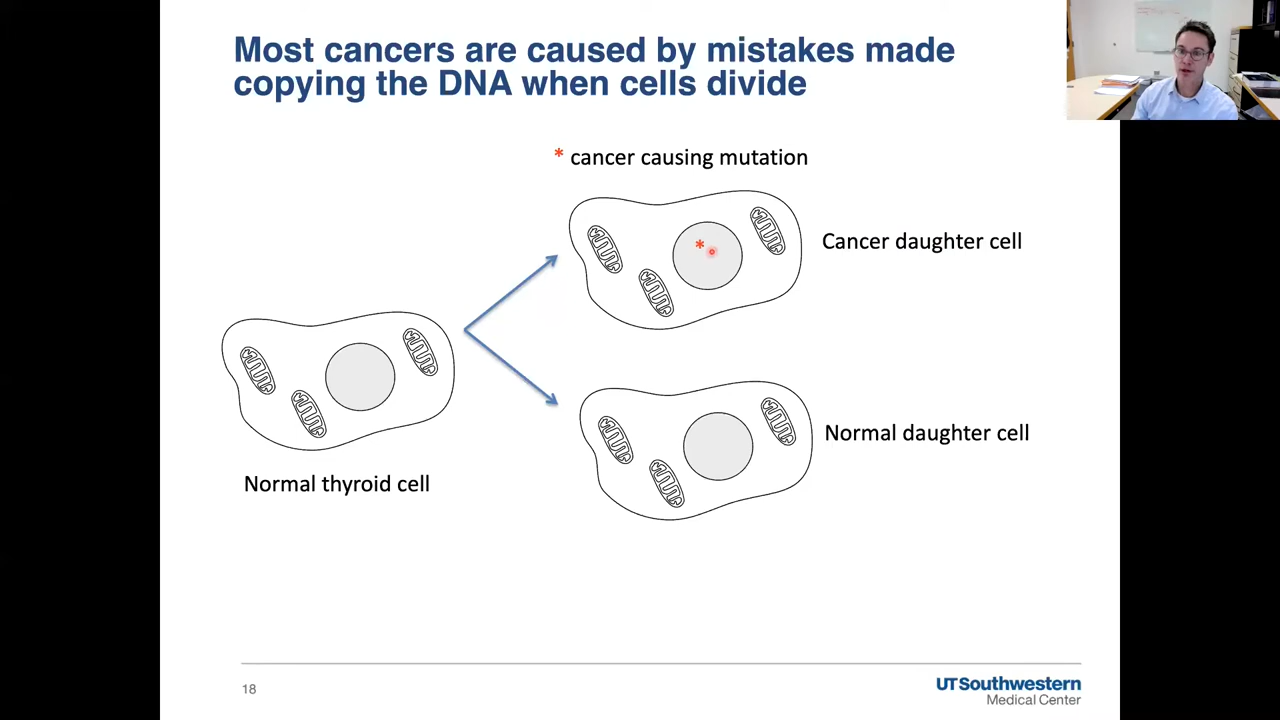 Most cancers are caused by mistakes made
copying the DNA when cells divide
* cancer causing mutation
*
Cancer daughter cell
Normal daughter cell
Normal thyroid cell
18
UTSouthwestern
Medical Center